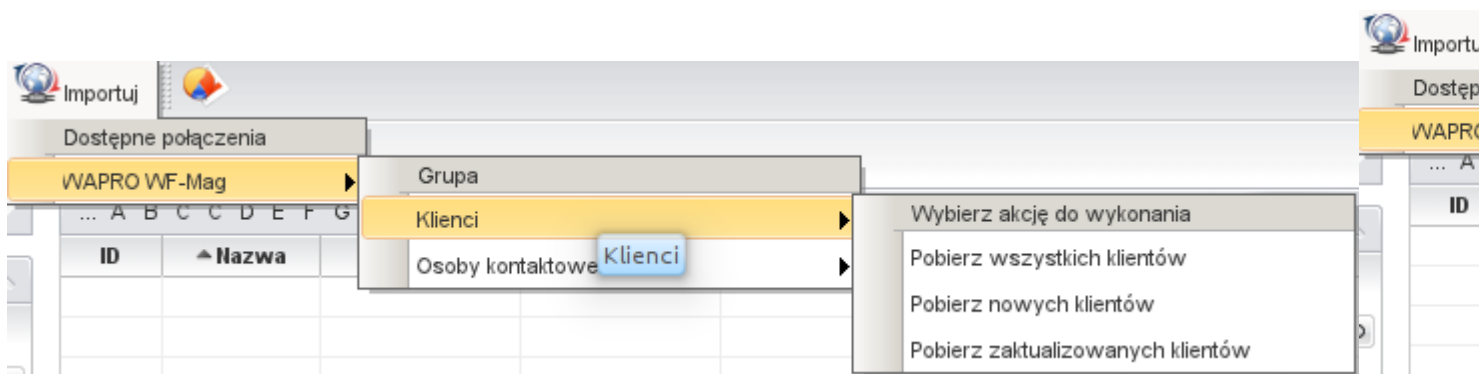 Importuj
Dostępne połączenia
WAPRO WF-Mag
Grupa
Klienci
Klienci
Osoby kontaktowe
Wybierz akcję do wykonania
Pobierz wszystkich klientów
Pobierz nowych klientów
Pobierz zaktualizowanych klientów
... A B C C D E F G
ID Nazwa
Importu
Dostęp
WAPRO
... A
ID